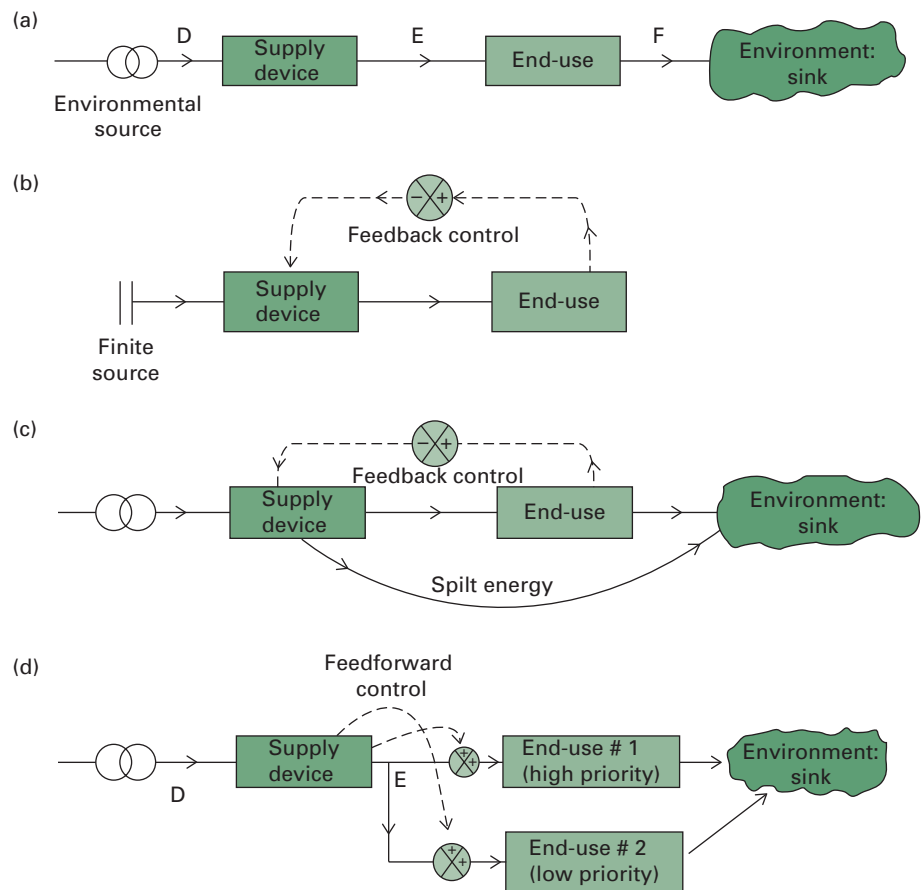 (a)
D
Supply
device
E
End-use
F
Environment:
sink
Environmental
source
(b)
− +
Feedback control
Supply
device
End-use
Finite
source
(c)
− +
Feedback control
Supply
device
End-use
Environment:
sink
Spilt energy
(d)
Feedforward
control
D
Supply
device
E
+ +
End-use # 1
(high priority)
Environment:
sink
+ +
End-use # 2
(low priority)